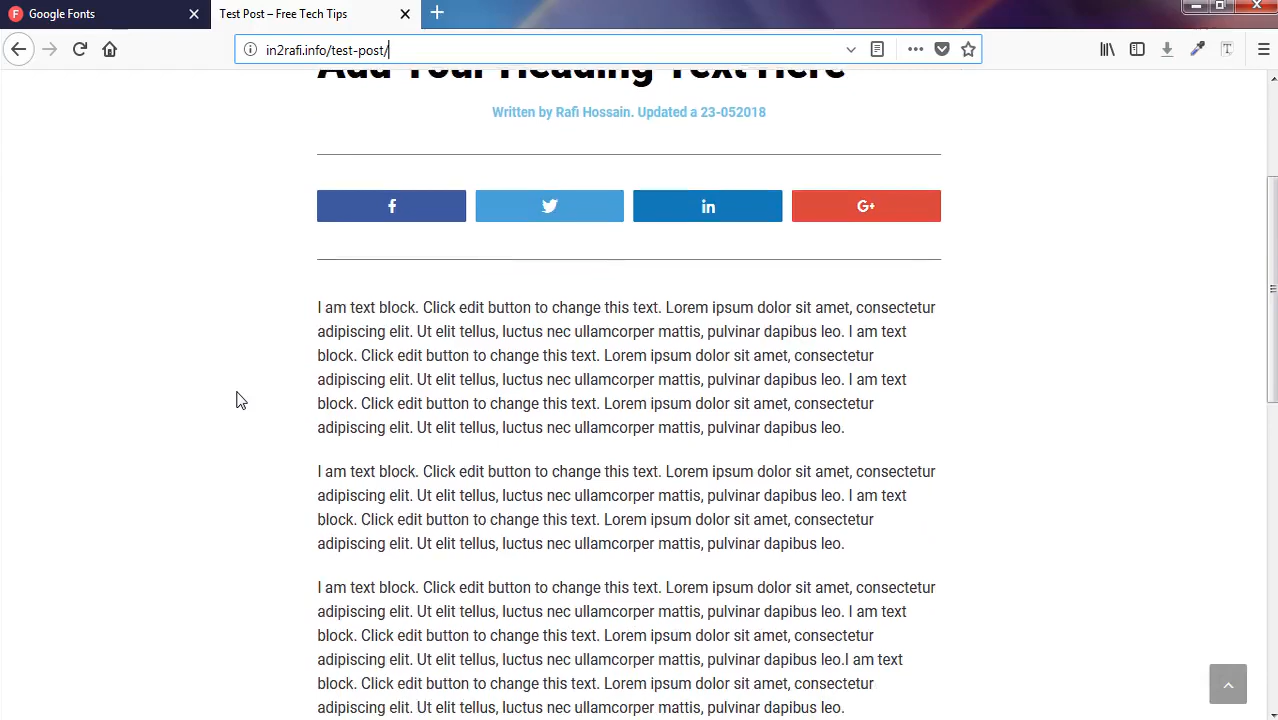 Google Fonts
Test Post – Free Tech Tips
in2rafi.info/test-post/
Add Your Heading Text Here
Written by Rafi Hossain. Updated a 23-052018
G+
I am text block. Click edit button to change this text. Lorem ipsum dolor sit amet, consectetur
adipiscing elit. Ut elit tellus, luctus nec ullamcorper mattis, pulvinar dapibus leo. I am text
block. Click edit button to change this text. Lorem ipsum dolor sit amet, consectetur
adipiscing elit. Ut elit tellus, luctus nec ullamcorper mattis, pulvinar dapibus leo. I am text
block. Click edit button to change this text. Lorem ipsum dolor sit amet, consectetur
adipiscing elit. Ut elit tellus, luctus nec ullamcorper mattis, pulvinar dapibus leo.
I am text block. Click edit button to change this text. Lorem ipsum dolor sit amet, consectetur
adipiscing elit. Ut elit tellus, luctus nec ullamcorper mattis, pulvinar dapibus leo. I am text
block. Click edit button to change this text. Lorem ipsum dolor sit amet, consectetur
adipiscing elit. Ut elit tellus, luctus nec ullamcorper mattis, pulvinar dapibus leo.
I am text block. Click edit button to change this text. Lorem ipsum dolor sit amet, consectetur
adipiscing elit. Ut elit tellus, luctus nec ullamcorper mattis, pulvinar dapibus leo. I am text
block. Click edit button to change this text. Lorem ipsum dolor sit amet, consectetur
adipiscing elit. Ut elit tellus, luctus nec ullamcorper mattis, pulvinar dapibus leo.I am text
block. Click edit button to change this text. Lorem ipsum dolor sit amet, consectetur
adipiscing elit. Ut elit tellus, luctus nec ullamcorper mattis, pulvinar dapibus leo.